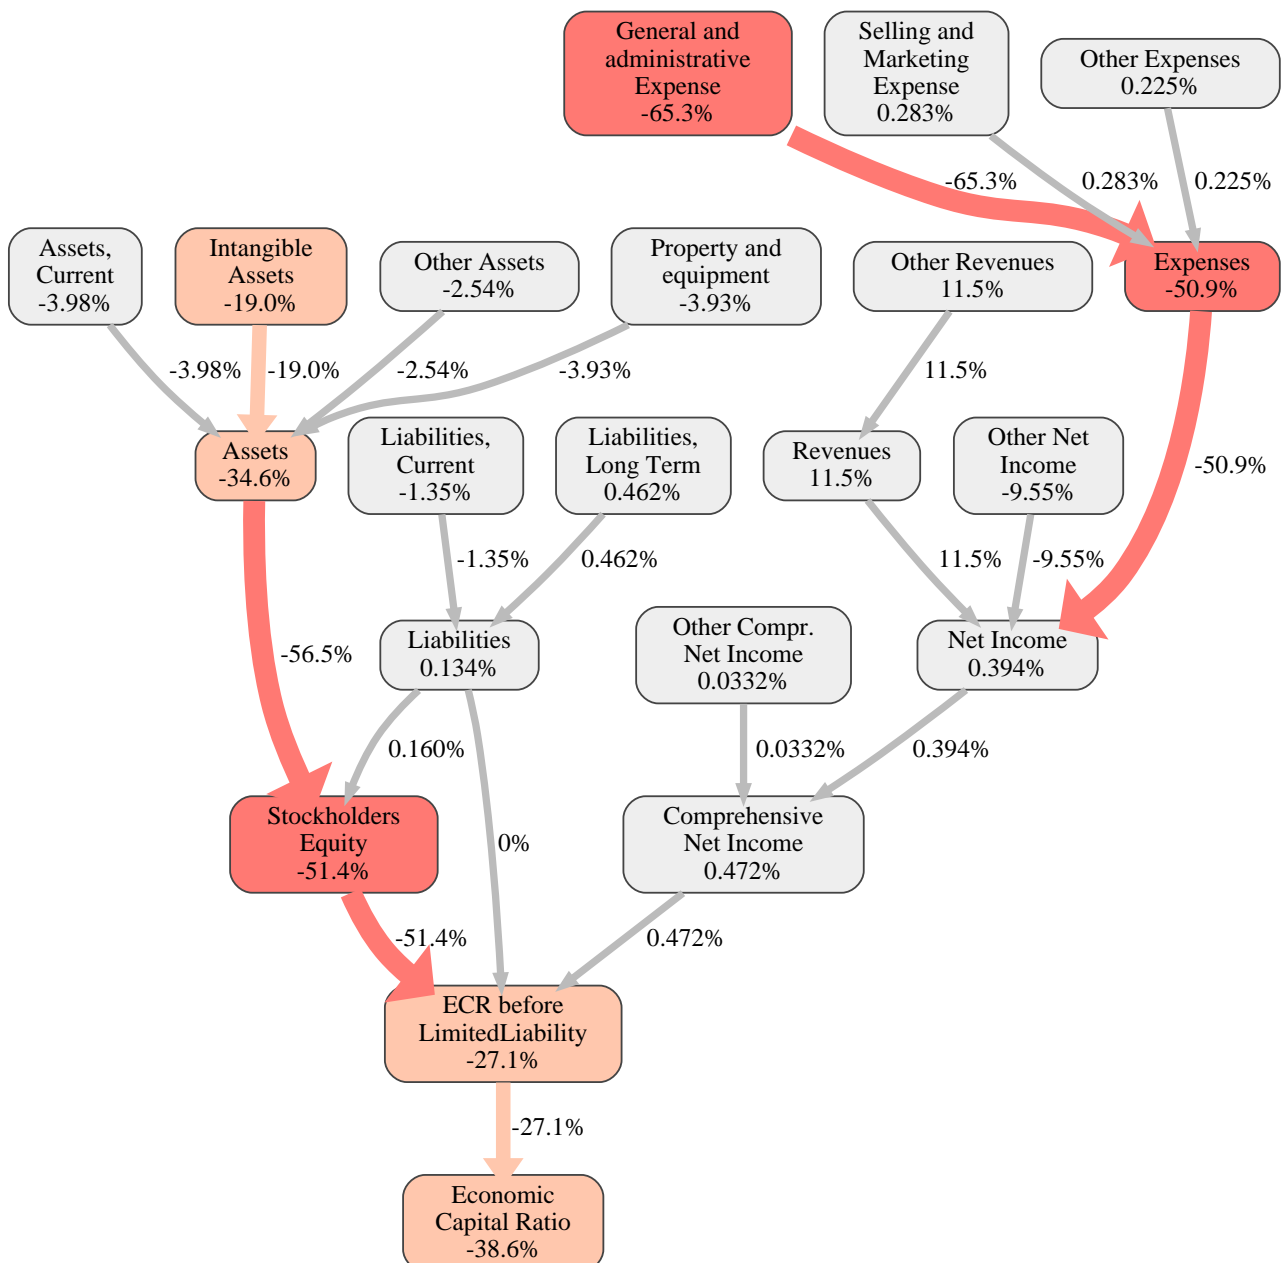 General and
administrative
Expense
-65.3%
Selling and
Marketing
Expense
0.283%
Other Expenses
0.225%
-65.3%
0.283%
0.225%
Assets,
Current
-3.98%
Intangible
Assets
-19.0%
Other Assets
-2.54%
Property and
equipment
-3.93%
Other Revenues
11.5%
Expenses
-50.9%
-3.98%
-19.0%
-2.54%
-3.93%
11.5%
Assets
-34.6%
Liabilities,
Current
-1.35%
Liabilities,
Long Term
0.462%
Revenues
11.5%
Other Net
Income
-9.55%
-50.9%
-1.35%
0.462%
11.5%
-9.55%
-56.5%
Liabilities
0.134%
Other Compr.
Net Income
0.0332%
Net Income
0.394%
0.160%
0.0332%
0.394%
Stockholders
Equity
-51.4%
0%
Comprehensive
Net Income
0.472%
-51.4%
0.472%
ECR before
LimitedLiability
-27.1%
-27.1%
Economic
Capital Ratio
-38.6%